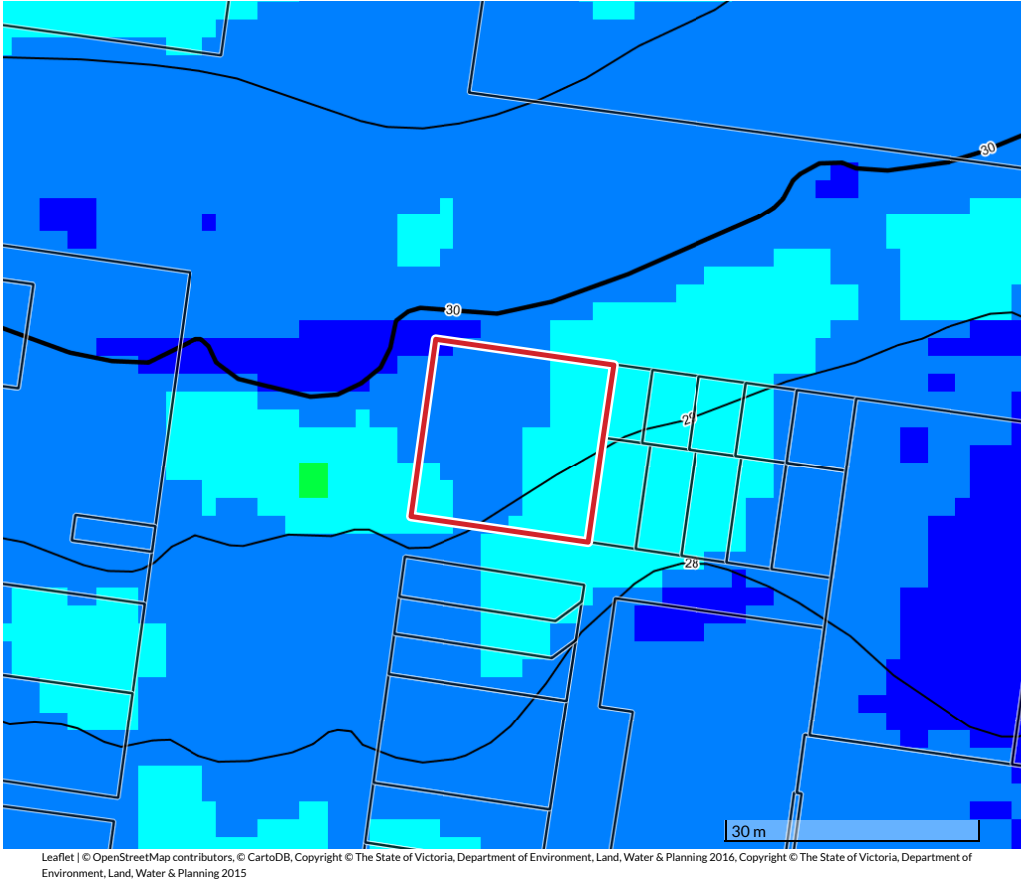 30
30
29
28
30 m
Leaflet | © OpenStreetMap contributors, © CartoDB, Copyright © The State of Victoria, Department of Environment, Land, Water & Planning 2016, Copyright © The State of Victoria, Department of
Environment, Land, Water & Planning 2015